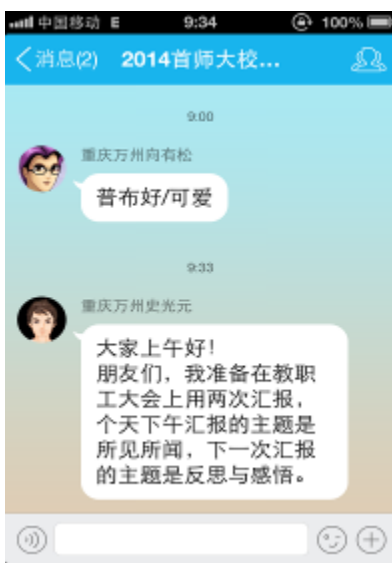 中国移动 E 9:34 100%
消息(2) 2014首师大校...
9:00
重庆万州向有松
普布好/可爱
9:33
重庆万州史光元
大家上午好！
朋友们，我准备在教职
工大会上用两次汇报，
个天下午汇报的主题是
所见所闻，下一次汇报
的主题是反思与感悟。